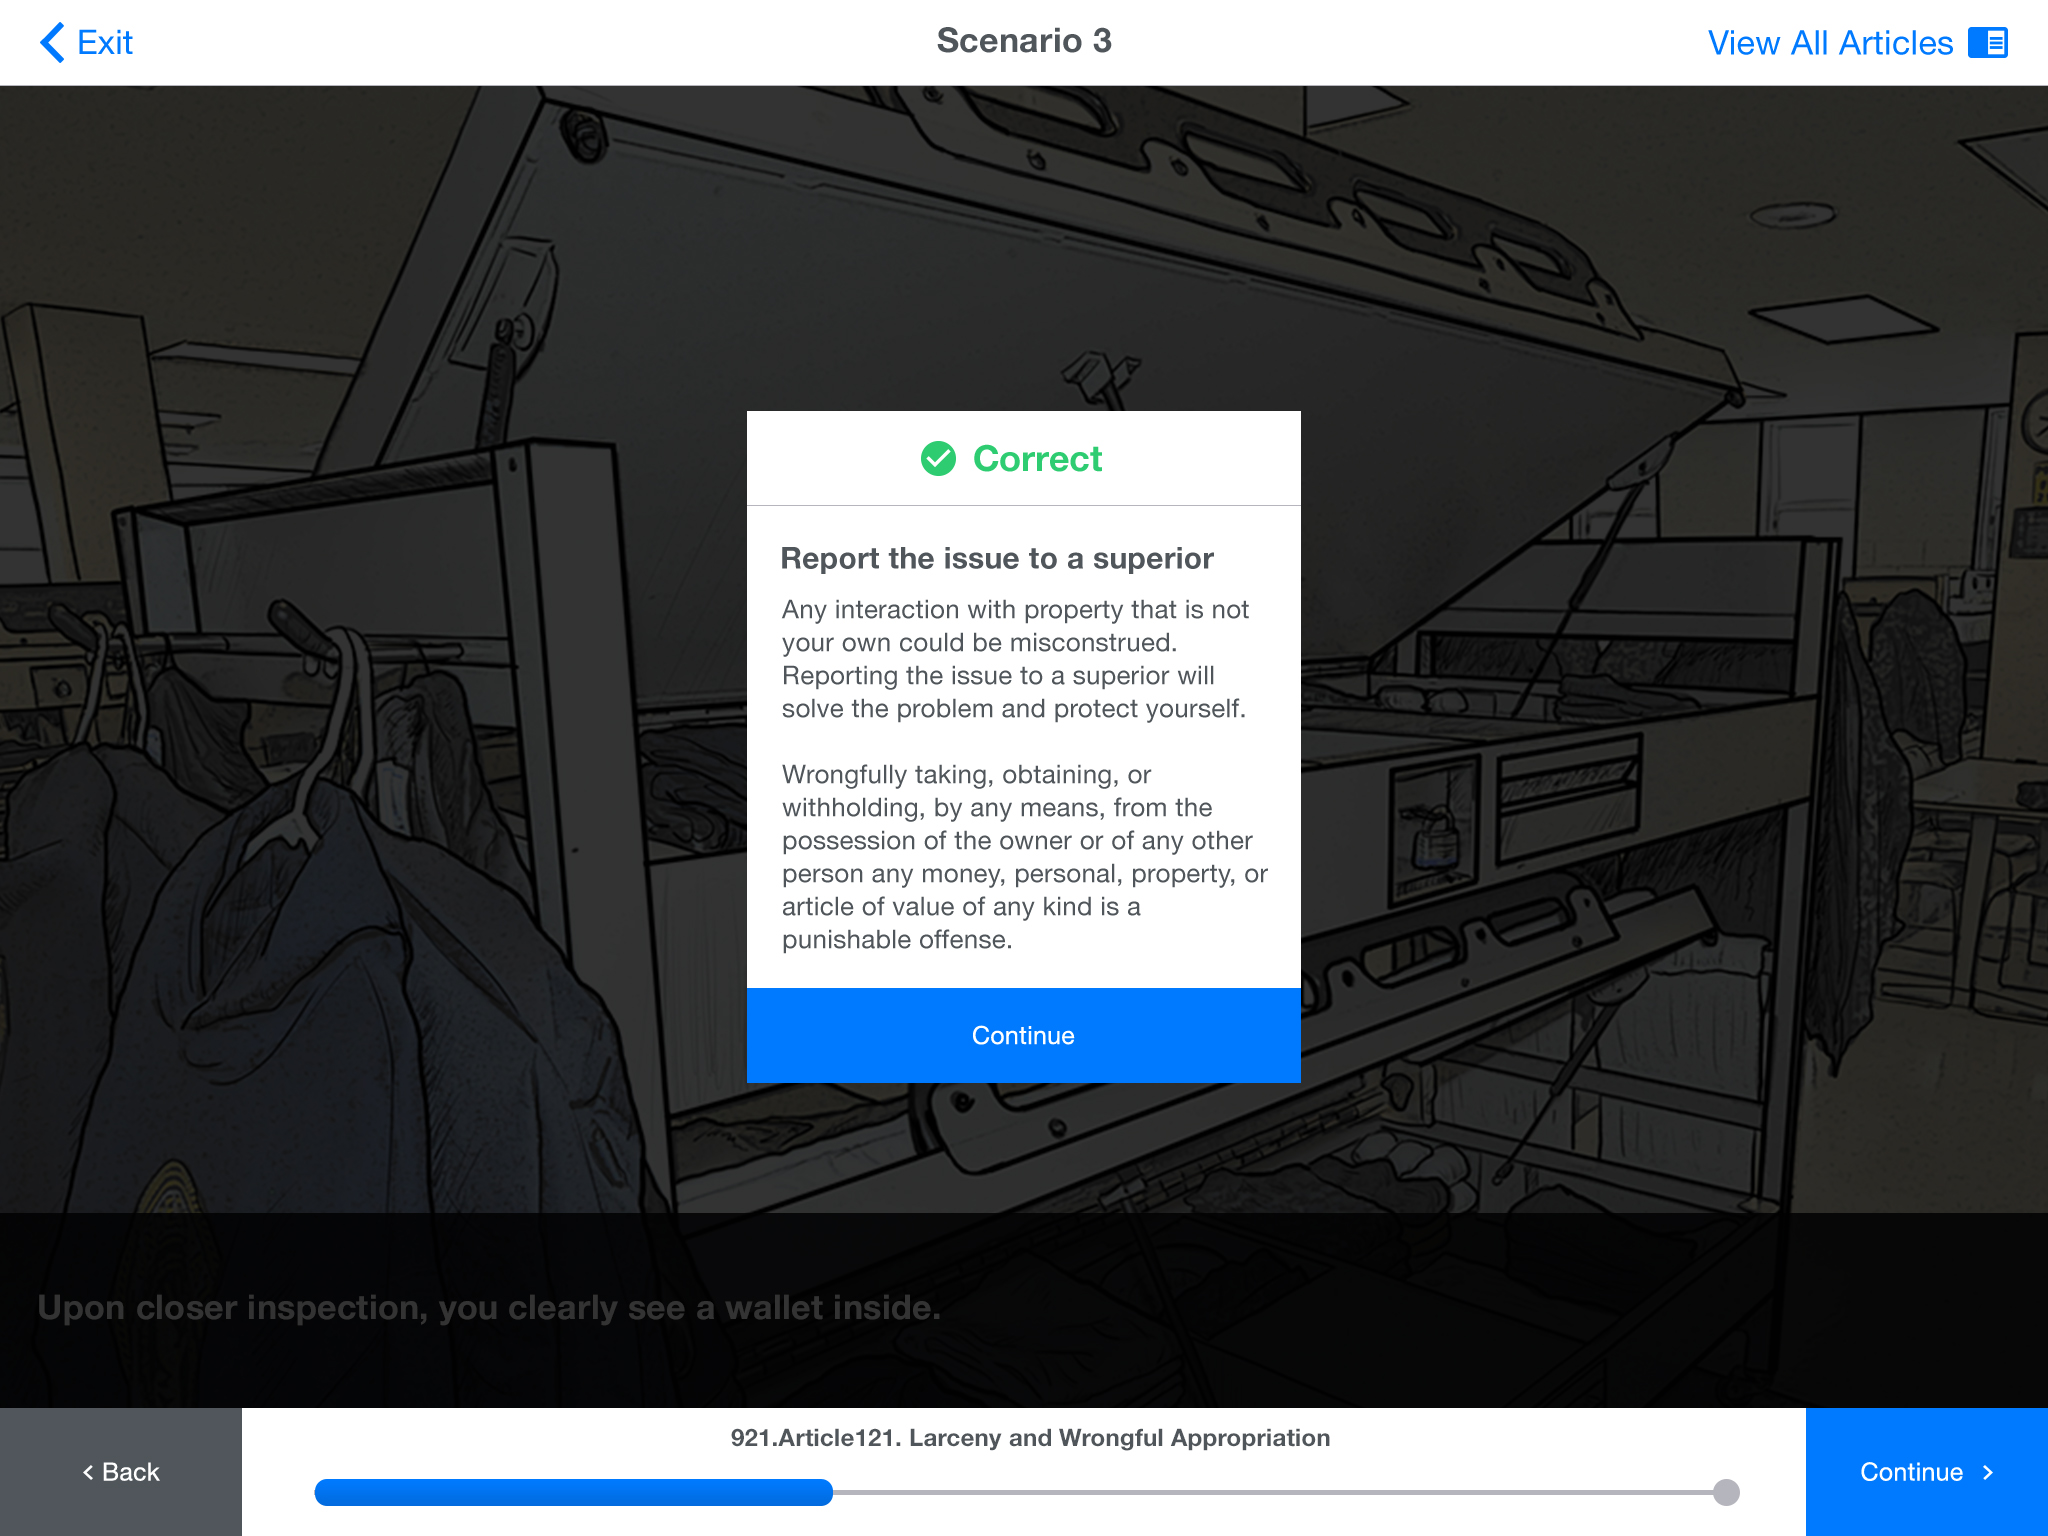 Exit
Scenario 3
View All Articles
Correct
Report the issue to a superior
Any interaction with property that is not
your own could be misconstrued.
Reporting the issue to a superior will
solve the problem and protect yourself.
Wrongfully taking, obtaining, or
withholding, by any means, from the
possession of the owner or of any other
person any money, personal, property, or
article of value of any kind is a
punishable offense.
Continue
Upon closer inspection, you clearly see a wallet inside.
< Back
921.Article121. Larceny and Wrongful Appropriation
Continue >